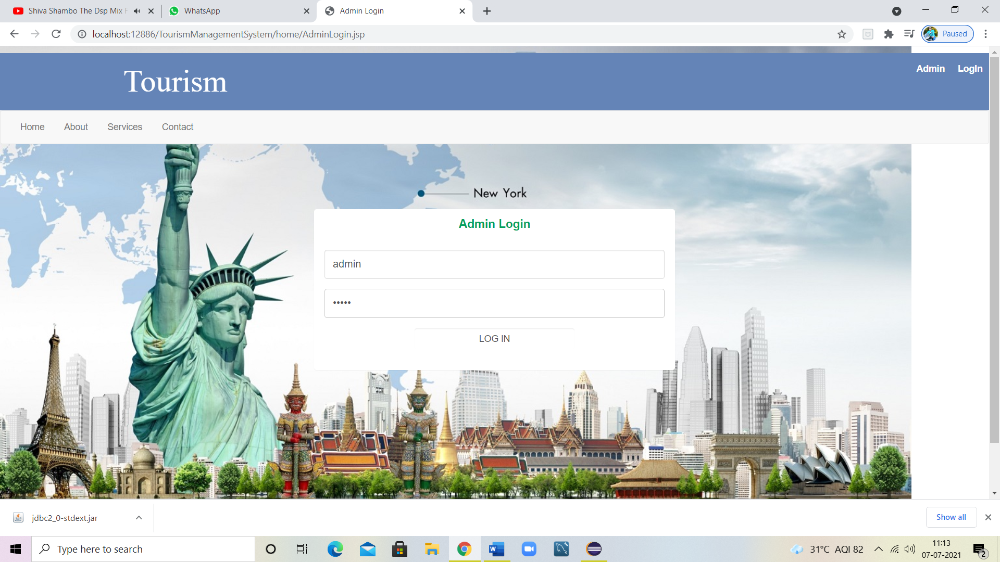 Shiva Shambo The Dsp Mix F
WhatsApp
Admin Login
localhost:12886/TourismManagementSystem/home/AdminLogin.jsp
Paused
Tourism
Admin
LogIn
Home
About
Services
Contact
New York
Admin Login
admin
•••••
LOG IN
jdbc2_0-stdext.jar
Show all
Type here to search
31°C AQI 82
11:13
07-07-2021
2